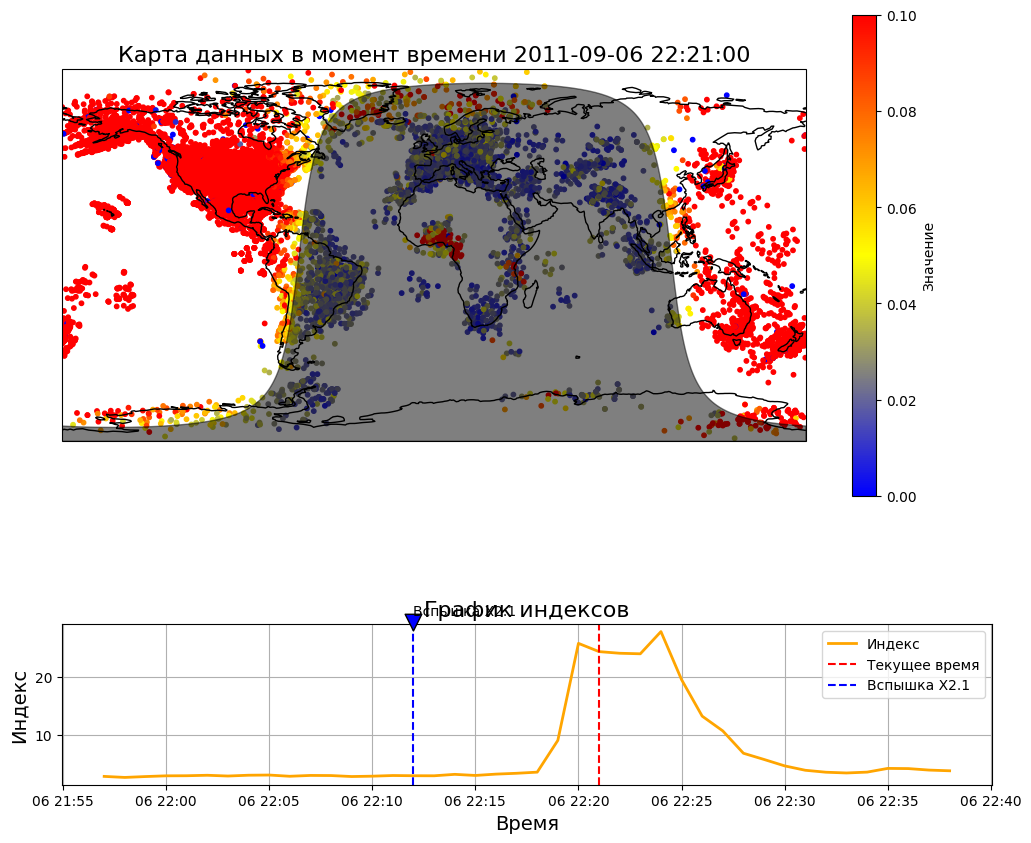 Карта данных в момент времени 2011-09-06 22:21:00
0.10
0.08
0.06
0.04
0.02
0.00
Значение
График индексов
Вспышка X2.1
Индекс
Текущее время
Вспышка X2.1
20
10
Индекс
06 21:55 06 22:00 06 22:05 06 22:10 06 22:15 06 22:20 06 22:25 06 22:30 06 22:35 06 22:40
Время